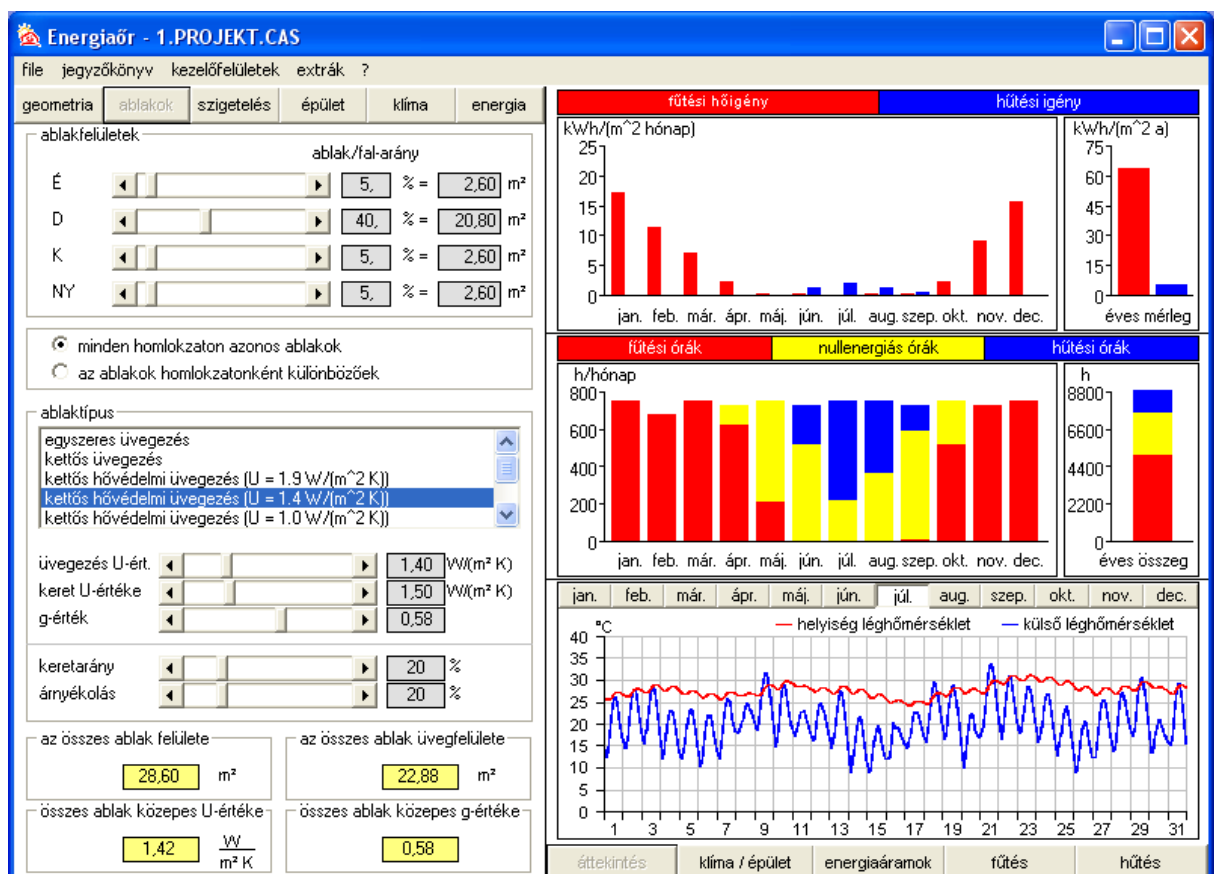 Energiaőr - 1.PROJEKT.CAS
file jegyzőkönyv kezelőfelületek extrák ?
geometria ablakok szigetelés épület klíma energia
ablakfelületek
ablak/fal-arány
É 5, % = 2,60 m²
D 40, % = 20,80 m²
K 5, % = 2,60 m²
NY 5, % = 2,60 m²
minden homlokzaton azonos ablakok
az ablakok homlokzatonként különbözőek
ablaktípus
egyszeres üvegezés
kettős üvegezés
kettős hővédelmi üvegezés (U = 1.9 W/(m^2 K))
kettős hővédelmi üvegezés (U = 1.4 W/(m^2 K))
kettős hővédelmi üvegezés (U = 1.0 W/(m^2 K))
üvegezés U-ért. 1,40 W/(m² K)
keret U-értéke 1,50 W/(m² K)
g-érték 0,58
keretarány 20 %
árnyékolás 20 %
az összes ablak felülete
28,60 m²
az összes ablak üvegfelülete
22,88 m²
összes ablak közepes U-értéke
1,42 W
m² K
összes ablak közepes g-értéke
0,58
fűtési hőigény hűtési igény
kWh/(m^2 hónap)
25
20
15
10
5
0
jan. feb. már. ápr. máj. jún. júl. aug. szep. okt. nov. dec.
kWh/(m^2 a)
75
60
45
30
15
0
éves mérleg
fűtési órák nullenergiás órák hűtési órák
h/hónap
800
600
400
200
0
jan. feb. már. ápr. máj. jún. júl. aug. szep. okt. nov. dec.
h
8800
6600
4400
2200
0
éves összeg
jan. feb. már. ápr. máj. jún. júl. aug. szep. okt. nov. dec.
°C
helyiség léghőmérséklet külső léghőmérséklet
40
35
30
25
20
15
10
5
0
1 3 5 7 9 11 13 15 17 19 21 23 25 27 29 31
áttekintés klíma / épület energiaáramok fűtés hűtés